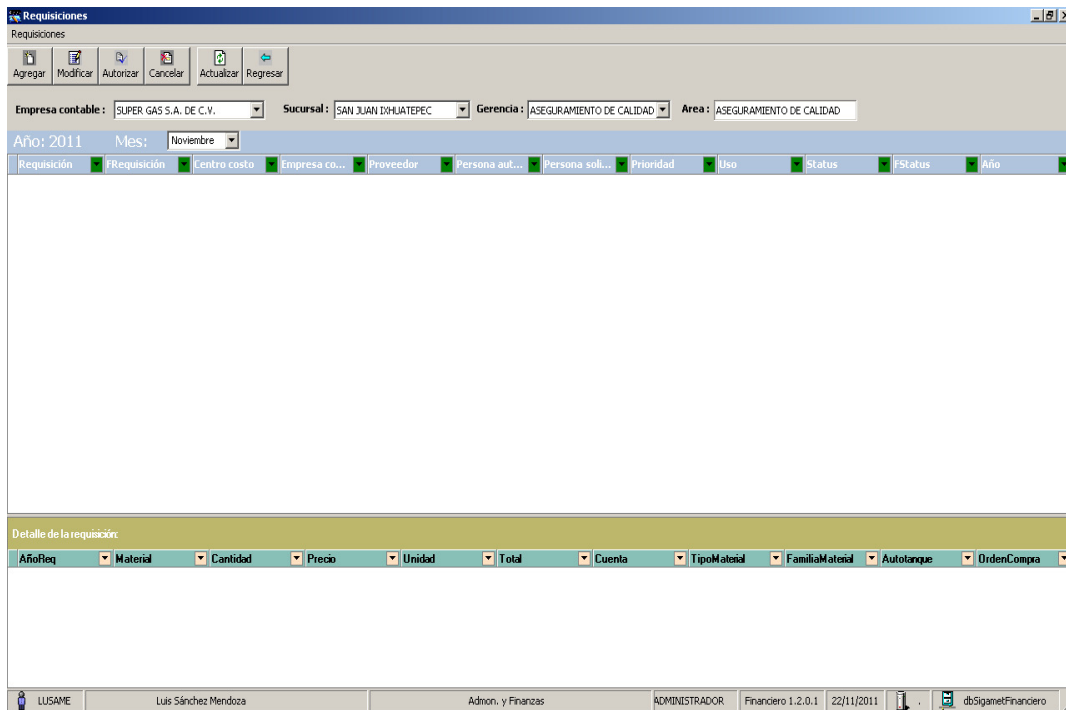 Requisiciones
Requisiciones
Agregar Modificar Autorizar Cancelar Actualizar Regresar
Empresa contable : SUPER GAS S.A. DE C.V. Sucursal : SAN JUAN IXHUATEPEC Gerencia : ASEGURAMIENTO DE CALIDAD Area : ASEGURAMIENTO DE CALIDAD
Año: 2011 Mes: Noviembre
Requisición FRequisición Centro costo Empresa co... Proveedor Persona aut... Persona soli... Prioridad Uso Status FStatus Año
Detalle de la requisición:
AñoReq Material Cantidad Precio Unidad Total Cuenta TipoMaterial FamiliaMaterial Autotanque OrdenCompra
LUSAME Luis Sánchez Mendoza Admon. y Finanzas ADMINISTRADOR Financiero 1.2.0.1 22/11/2011 . dbSigametFinanciero